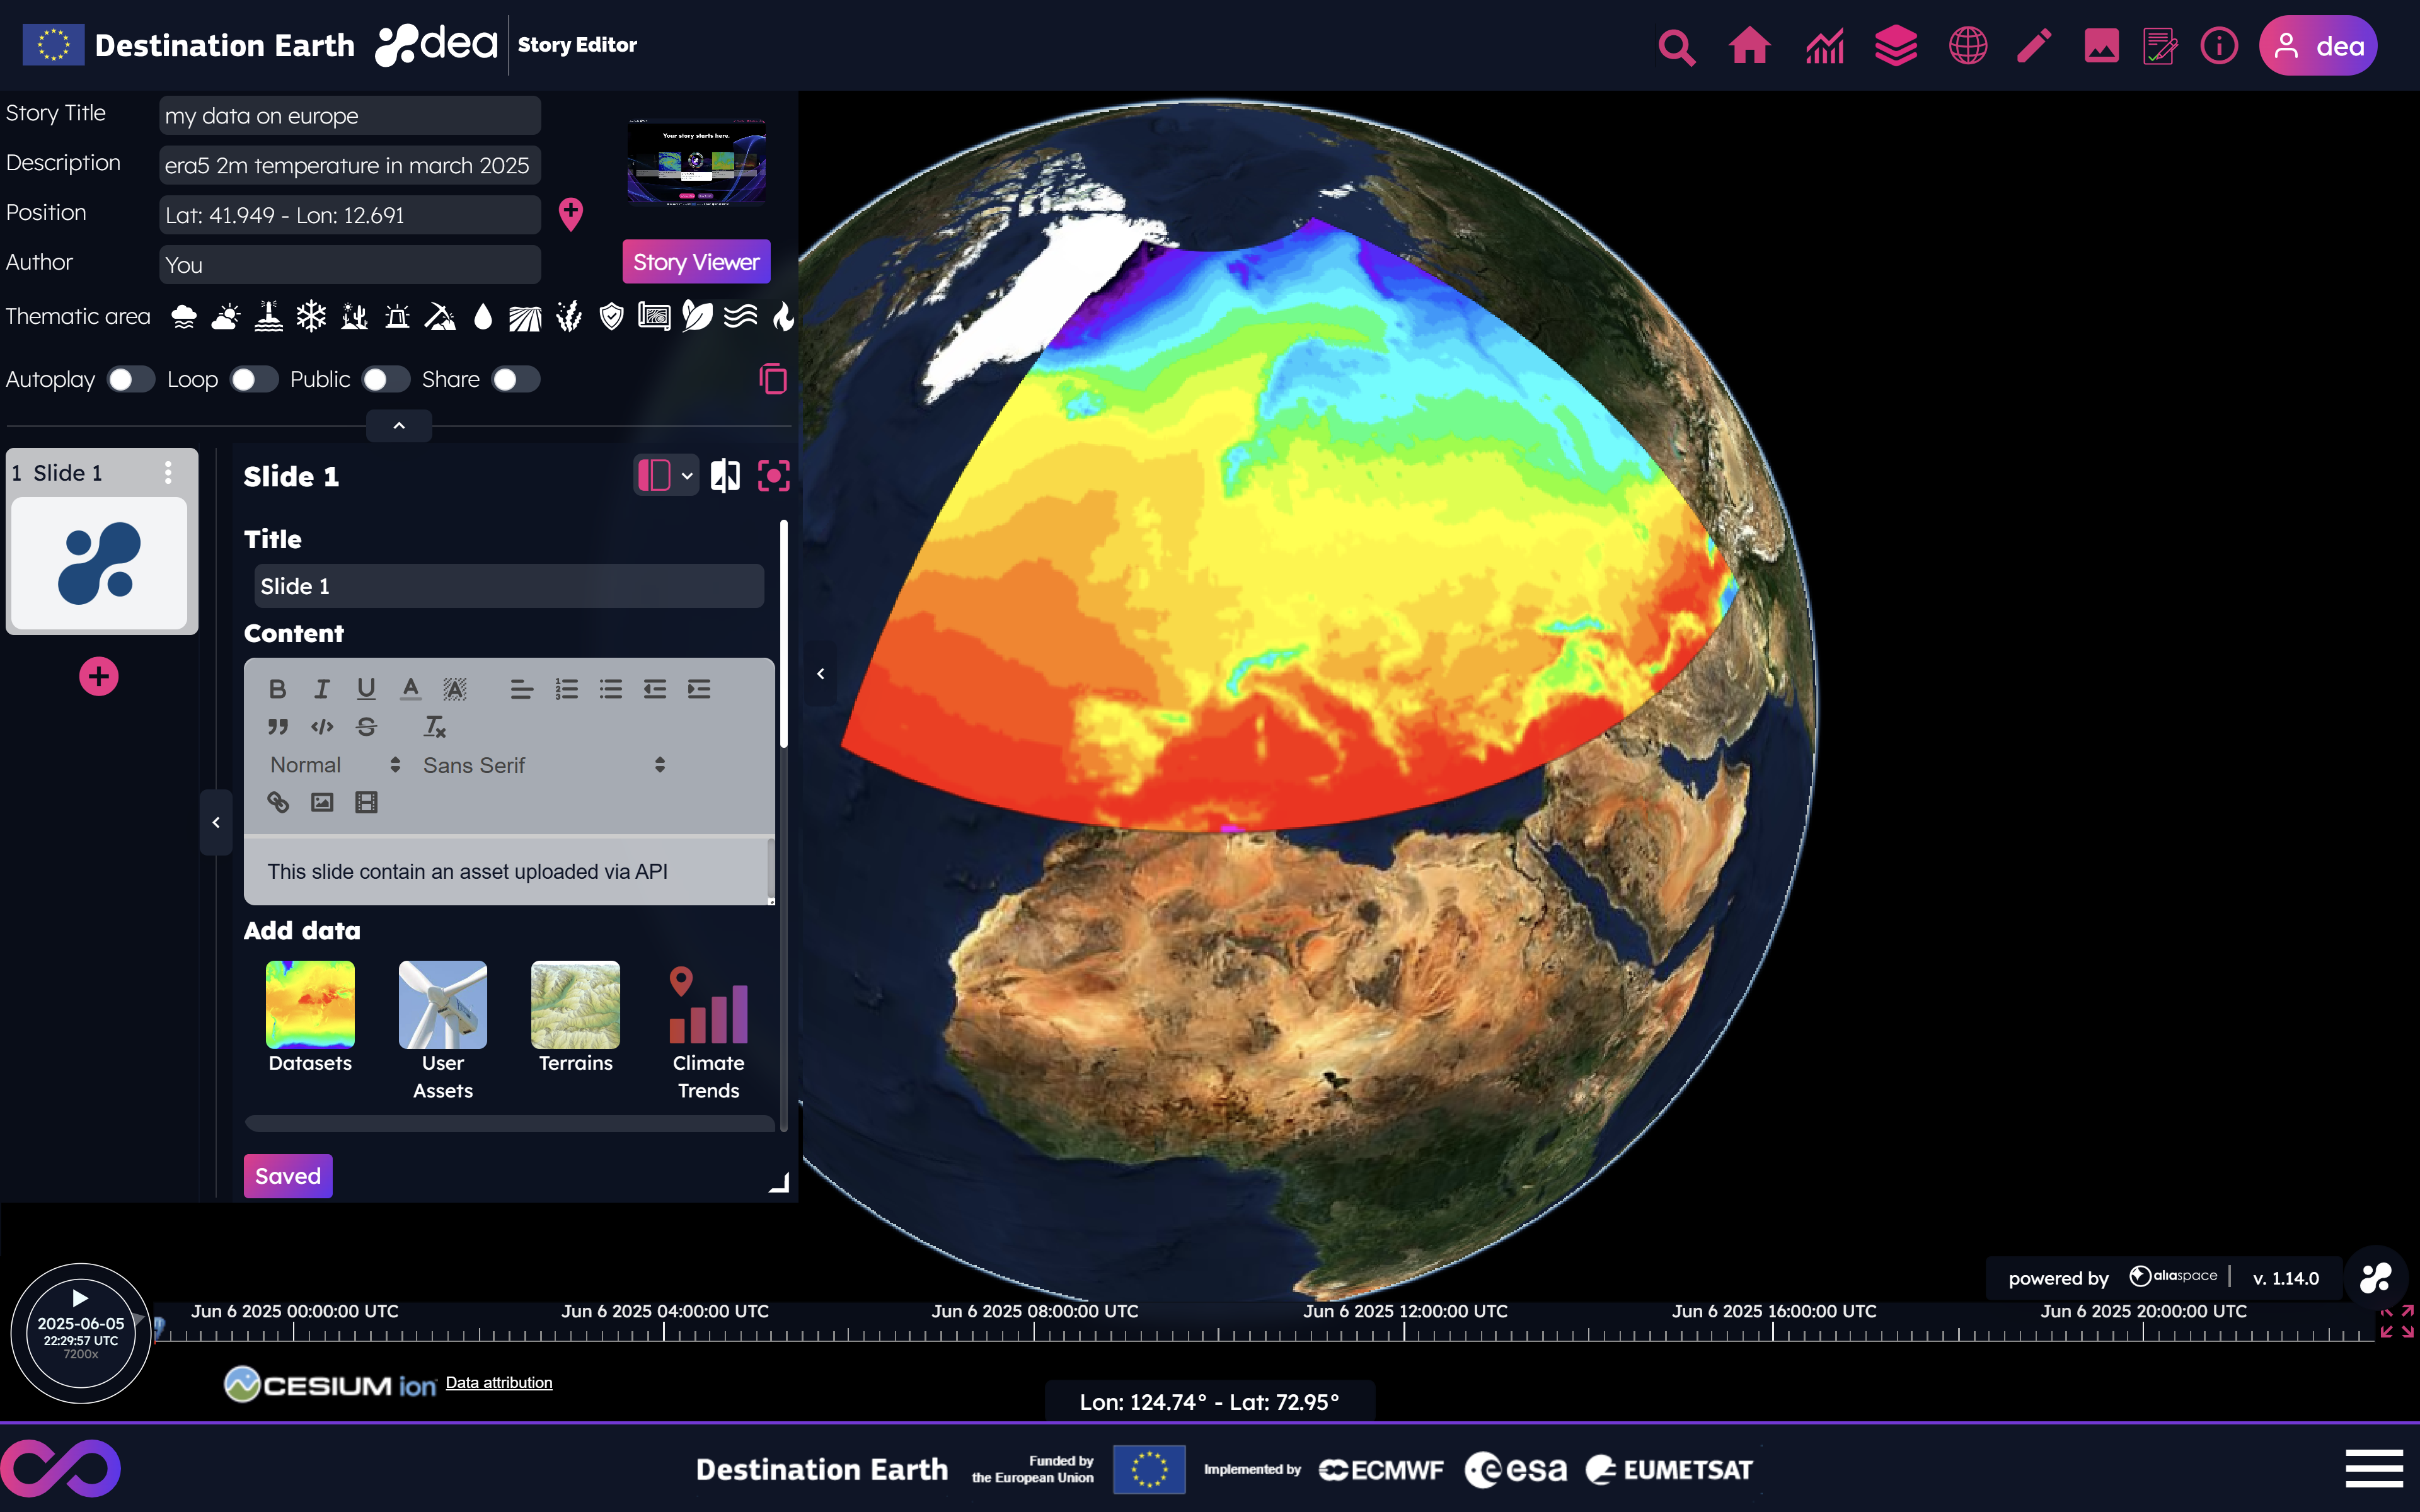 Destination Earth dea Story Editor
dea
Story Title my data on europe
Description era5 2m temperature in march 2025
Position Lat: 41.949 - Lon: 12.691
Author You
Your story starts here.
Story Viewer
Thematic area
Autoplay Loop Public Share
1 Slide 1
Slide 1
Title
Slide 1
Content
Normal Sans Serif
This slide contain an asset uploaded via API
Add data
Datasets
User
Assets
Terrains
Climate
Trends
Saved
powered by aliaspace | v. 1.14.0
2025-06-05
22:29:57 UTC
7200x
Jun 6 2025 00:00:00 UTC
Jun 6 2025 04:00:00 UTC
Jun 6 2025 08:00:00 UTC
Jun 6 2025 12:00:00 UTC
Jun 6 2025 16:00:00 UTC
Jun 6 2025 20:00:00 UTC
CESIUM ion Data attribution
Lon: 124.74° - Lat: 72.95°
Destination Earth
Funded by
the European Union
Implemented by
ECMWF
esa
EUMETSAT